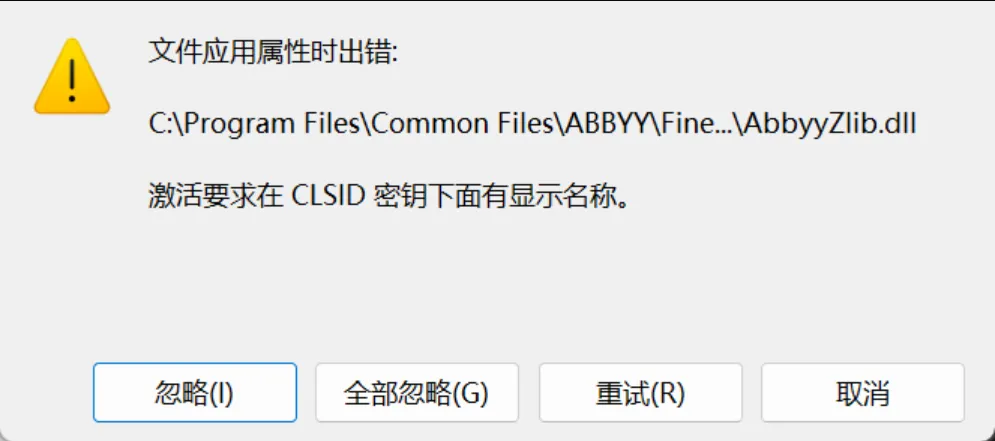 文件应用属性时出错:
C:\Program Files\Common Files\ABBYY\Fine...\AbbyyZlib.dll
激活要求在 CLSID 密钥下面有显示名称。
忽略(I) 全部忽略(G) 重试(R) 取消